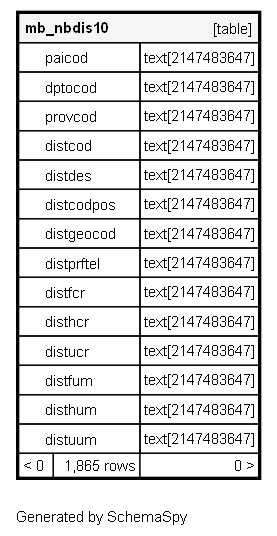 mb_nbdis10 [table]
paicod text[2147483647]
dptocod text[2147483647]
provcod text[2147483647]
distcod text[2147483647]
distdes text[2147483647]
distcodpos text[2147483647]
distgeocod text[2147483647]
distprftel text[2147483647]
distfcr text[2147483647]
disthcr text[2147483647]
distucr text[2147483647]
distfum text[2147483647]
disthum text[2147483647]
distuum text[2147483647]
< 0 1,865 rows 0 >
Generated by SchemaSpy